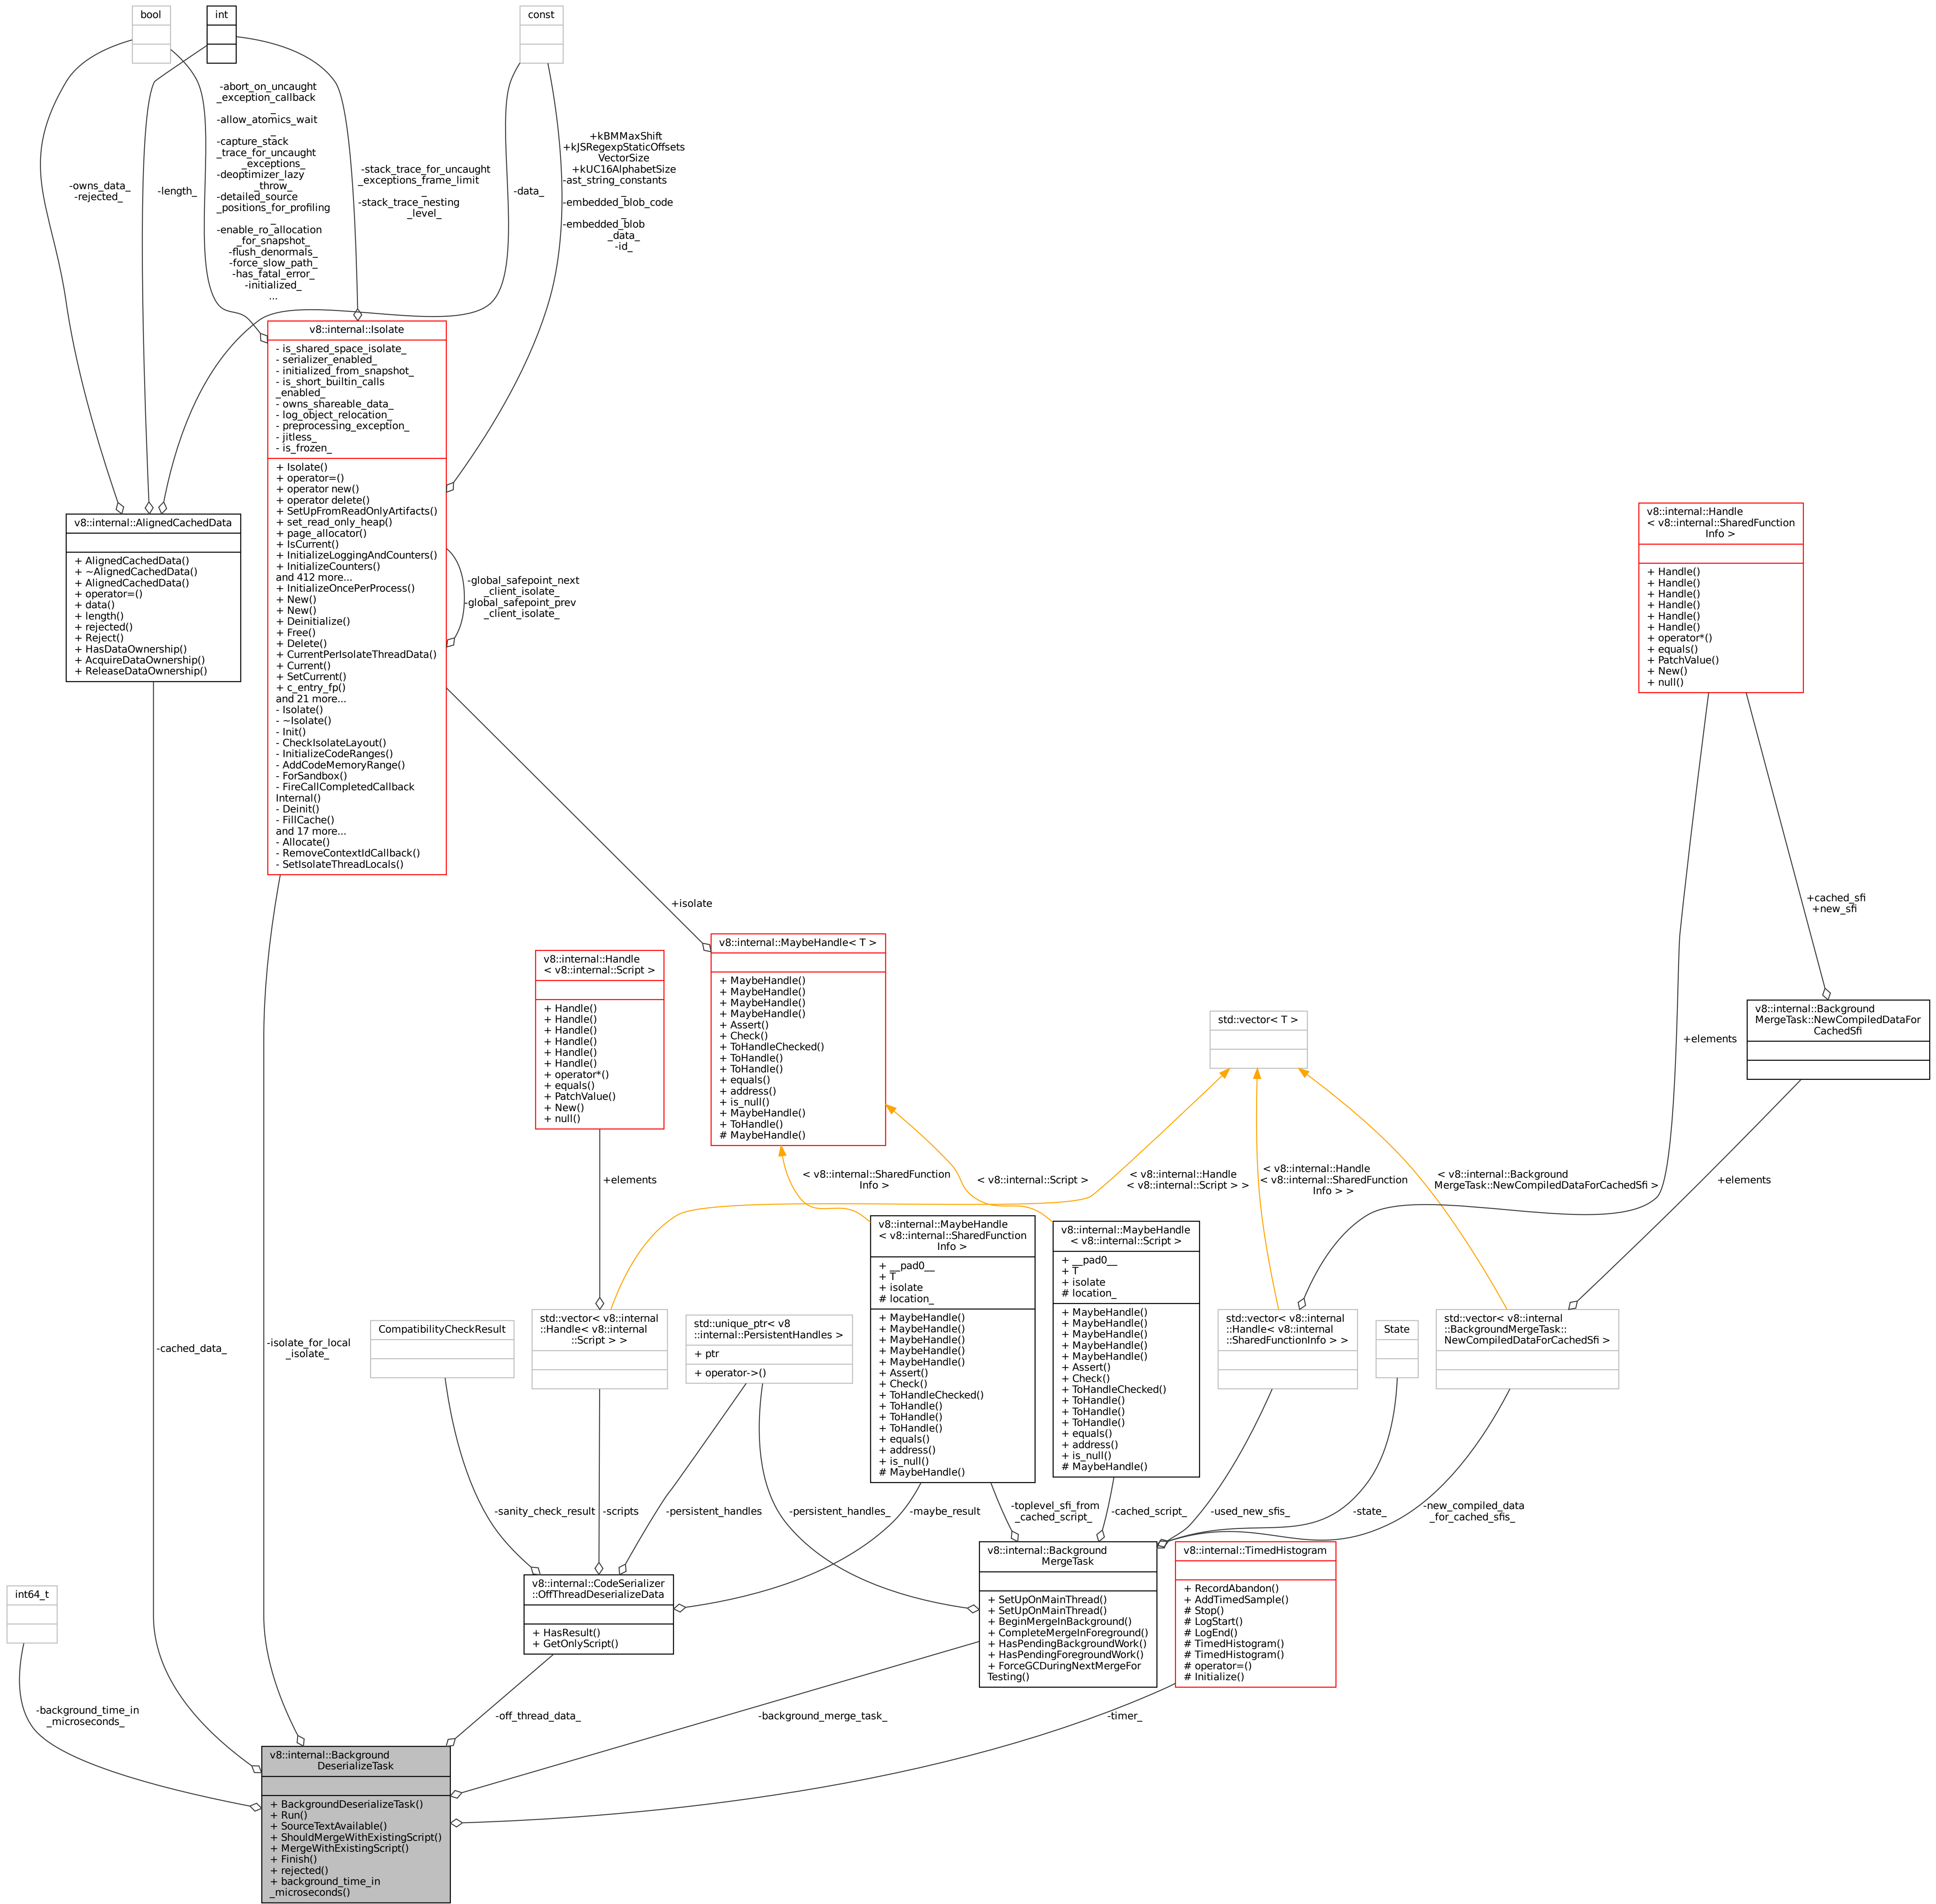 bool
int
const
-abort_on_uncaught
_exception_callback
_
-allow_atomics_wait
_
-capture_stack
_trace_for_uncaught
_exceptions_
-deoptimizer_lazy
_throw_
-detailed_source
_positions_for_profiling
_
-enable_ro_allocation
_for_snapshot_
-flush_denormals_
-force_slow_path_
-has_fatal_error_
-initialized_
...
-owns_data_
-rejected_
-length_
-stack_trace_for_uncaught
_exceptions_frame_limit
_
-stack_trace_nesting
_level_
-data_
+kBMMaxShift
+kJSRegexpStaticOffsets
VectorSize
+kUC16AlphabetSize
-ast_string_constants
_
-embedded_blob_code
_
-embedded_blob
_data_
-id_
v8::internal::Isolate
- is_shared_space_isolate_
- serializer_enabled_
- initialized_from_snapshot_
- is_short_builtin_calls
_enabled_
- owns_shareable_data_
- log_object_relocation_
- preprocessing_exception_
- jitless_
- is_frozen_
+ Isolate()
+ operator=()
+ operator new()
+ operator delete()
+ SetUpFromReadOnlyArtifacts()
+ set_read_only_heap()
+ page_allocator()
+ IsCurrent()
+ InitializeLoggingAndCounters()
+ InitializeCounters()
and 412 more...
+ InitializeOncePerProcess()
+ New()
+ New()
+ Deinitialize()
+ Free()
+ Delete()
+ CurrentPerIsolateThreadData()
+ Current()
+ SetCurrent()
+ c_entry_fp()
and 21 more...
- Isolate()
- ~Isolate()
- Init()
- CheckIsolateLayout()
- InitializeCodeRanges()
- AddCodeMemoryRange()
- ForSandbox()
- FireCallCompletedCallback
Internal()
- Deinit()
- FillCache()
and 17 more...
- Allocate()
- RemoveContextIdCallback()
- SetIsolateThreadLocals()
v8::internal::AlignedCachedData
+ AlignedCachedData()
+ ~AlignedCachedData()
+ AlignedCachedData()
+ operator=()
+ data()
+ length()
+ rejected()
+ Reject()
+ HasDataOwnership()
+ AcquireDataOwnership()
+ ReleaseDataOwnership()
-global_safepoint_next
_client_isolate_
-global_safepoint_prev
_client_isolate_
v8::internal::Handle
< v8::internal::SharedFunction
Info >
+ Handle()
+ Handle()
+ Handle()
+ Handle()
+ Handle()
+ Handle()
+ operator*()
+ equals()
+ PatchValue()
+ New()
+ null()
+isolate
+cached_sfi
+new_sfi
v8::internal::Handle
< v8::internal::Script >
+ Handle()
+ Handle()
+ Handle()
+ Handle()
+ Handle()
+ Handle()
+ operator*()
+ equals()
+ PatchValue()
+ New()
+ null()
v8::internal::MaybeHandle< T >
+ MaybeHandle()
+ MaybeHandle()
+ MaybeHandle()
+ MaybeHandle()
+ Assert()
+ Check()
+ ToHandleChecked()
+ ToHandle()
+ ToHandle()
+ equals()
+ address()
+ is_null()
+ MaybeHandle()
+ ToHandle()
# MaybeHandle()
std::vector< T >
+elements
v8::internal::Background
MergeTask::NewCompiledDataFor
CachedSfi
+elements
< v8::internal::SharedFunction
Info >
< v8::internal::Script >
< v8::internal::Handle
< v8::internal::Script > >
< v8::internal::Handle
< v8::internal::SharedFunction
Info > >
< v8::internal::Background
MergeTask::NewCompiledDataForCachedSfi >
+elements
-cached_data_
-isolate_for_local
_isolate_
CompatibilityCheckResult
std::vector< v8::internal
::Handle< v8::internal
::Script > >
std::unique_ptr< v8
::internal::PersistentHandles >
+ ptr
+ operator->()
v8::internal::MaybeHandle
< v8::internal::SharedFunction
Info >
+ __pad0__
+ T
+ isolate
# location_
+ MaybeHandle()
+ MaybeHandle()
+ MaybeHandle()
+ MaybeHandle()
+ MaybeHandle()
+ Assert()
+ Check()
+ ToHandleChecked()
+ ToHandle()
+ ToHandle()
+ ToHandle()
+ equals()
+ address()
+ is_null()
# MaybeHandle()
v8::internal::MaybeHandle
< v8::internal::Script >
+ __pad0__
+ T
+ isolate
# location_
+ MaybeHandle()
+ MaybeHandle()
+ MaybeHandle()
+ MaybeHandle()
+ MaybeHandle()
+ Assert()
+ Check()
+ ToHandleChecked()
+ ToHandle()
+ ToHandle()
+ ToHandle()
+ equals()
+ address()
+ is_null()
# MaybeHandle()
std::vector< v8::internal
::Handle< v8::internal
::SharedFunctionInfo > >
State
std::vector< v8::internal
::BackgroundMergeTask::
NewCompiledDataForCachedSfi >
-sanity_check_result
-scripts
-persistent_handles
-persistent_handles_
-maybe_result
-toplevel_sfi_from
_cached_script_
-cached_script_
-used_new_sfis_
-state_
-new_compiled_data
_for_cached_sfis_
int64_t
v8::internal::CodeSerializer
::OffThreadDeserializeData
+ HasResult()
+ GetOnlyScript()
v8::internal::Background
MergeTask
+ SetUpOnMainThread()
+ SetUpOnMainThread()
+ BeginMergeInBackground()
+ CompleteMergeInForeground()
+ HasPendingBackgroundWork()
+ HasPendingForegroundWork()
+ ForceGCDuringNextMergeFor
Testing()
v8::internal::TimedHistogram
+ RecordAbandon()
+ AddTimedSample()
# Stop()
# LogStart()
# LogEnd()
# TimedHistogram()
# TimedHistogram()
# operator=()
# Initialize()
-background_time_in
_microseconds_
-off_thread_data_
-background_merge_task_
-timer_
v8::internal::Background
DeserializeTask
+ BackgroundDeserializeTask()
+ Run()
+ SourceTextAvailable()
+ ShouldMergeWithExistingScript()
+ MergeWithExistingScript()
+ Finish()
+ rejected()
+ background_time_in
_microseconds()